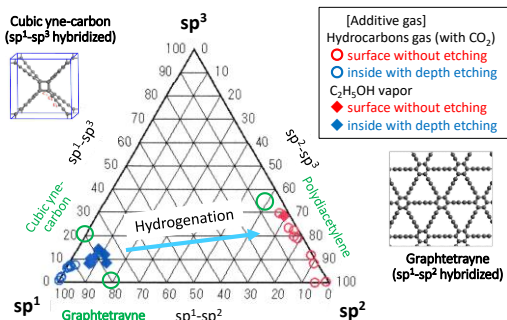 Cubic yne-carbon
(sp¹-sp³ hybridized)
sp³
[Additive gas]
Hydrocarbons gas (with CO₂)
surface without etching
inside with depth etching
C₂H₅OH vapor
surface without etching
inside with depth etching
100 0
90 10
80 20
70 30
60 40
50 50
40 60
30 70
20 80
10 90
0 100
sp¹-sp³
sp²-sp³
Cubic yne-
carbon
Polydiacetylene
Hydrogenation
100 90 80 70 60 50 40 30 20 10 0
sp¹
sp²
Graphtetrayne
sp¹-sp²
Graphtetrayne
(sp¹-sp² hybridized)